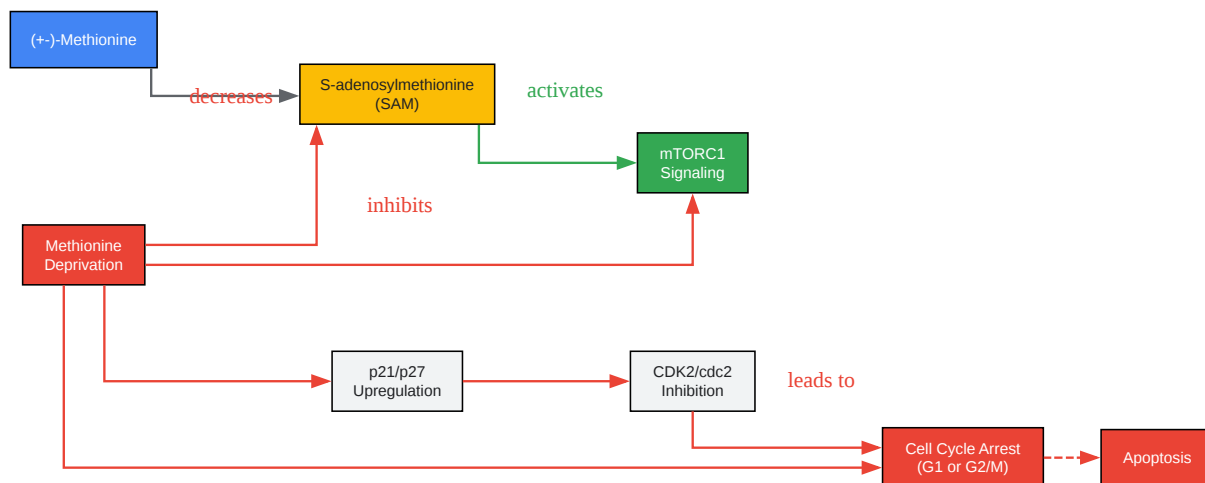 (+-)-Methionine
decreases
S-adenosylmethionine
(SAM)
activates
mTORC1
Signaling
inhibits
Methionine
Deprivation
p21/p27
Upregulation
CDK2/cdc2
Inhibition
leads to
Cell Cycle Arrest
(G1 or G2/M)
Apoptosis